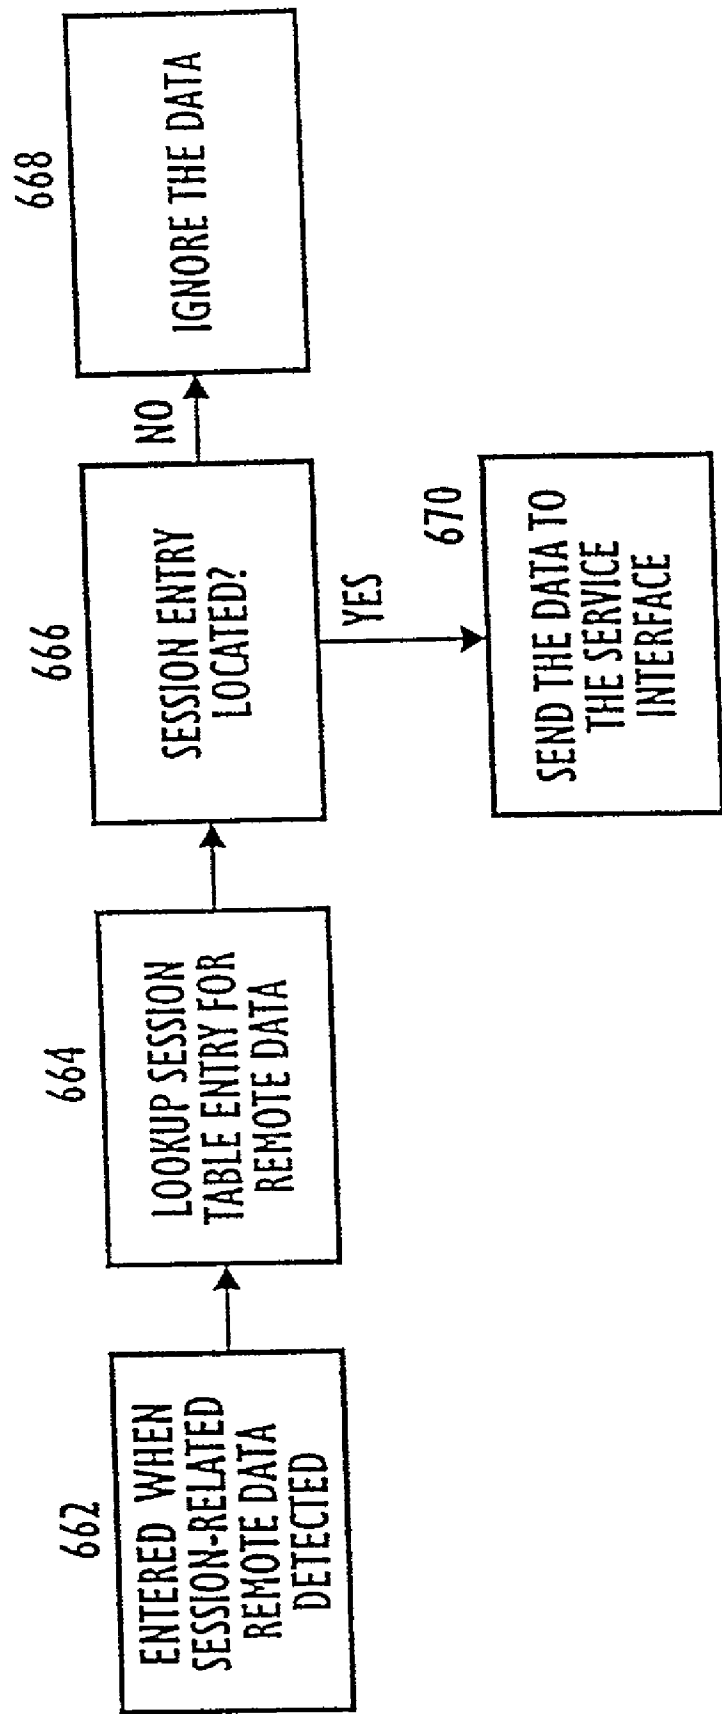 662
ENTERED WHEN
SESSION-RELATED
REMOTE DATA
DETECTED
664
LOOKUP SESSION
TABLE ENTRY FOR
REMOTE DATA
666
SESSION ENTRY
LOCATED?
NO
668
IGNORE THE DATA
YES
670
SEND THE DATA TO
THE SERVICE
INTERFACE